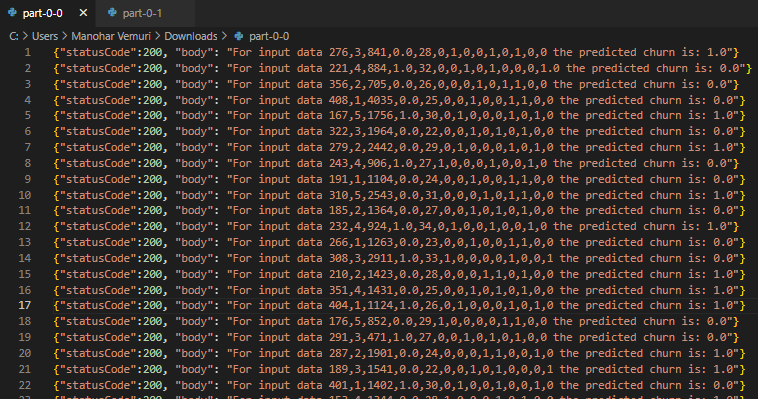 part-0-0 × part-0-1
C: > Users > Manohar Vemuri > Downloads > part-0-0
1 {"statusCode":200, "body": "For input data 276,3,841,0.0,28,0,1,0,0,1,0,1,0,0 the predicted churn is: 1.0"}
2 {"statusCode":200, "body": "For input data 221,4,884,1.0,32,0,0,1,0,1,0,0,0,1.0 the predicted churn is: 0.0"}
3 {"statusCode":200, "body": "For input data 356,2,705,0.0,26,0,0,0,1,0,1,1,0,0 the predicted churn is: 0.0"}
4 {"statusCode":200, "body": "For input data 408,1,4035,0.0,25,0,0,1,0,0,1,1,0,0 the predicted churn is: 0.0"}
5 {"statusCode":200, "body": "For input data 167,5,1756,1.0,30,0,1,0,0,0,1,0,1,0 the predicted churn is: 1.0"}
6 {"statusCode":200, "body": "For input data 322,3,1964,0.0,22,0,0,1,0,1,0,1,0,0 the predicted churn is: 0.0"}
7 {"statusCode":200, "body": "For input data 279,2,2442,0.0,29,0,1,0,0,0,1,0,1,0 the predicted churn is: 1.0"}
8 {"statusCode":200, "body": "For input data 243,4,906,1.0,27,1,0,0,0,1,0,0,1,0 the predicted churn is: 0.0"}
9 {"statusCode":200, "body": "For input data 191,1,1104,0.0,24,0,0,1,0,0,1,1,0,0 the predicted churn is: 0.0"}
10 {"statusCode":200, "body": "For input data 310,5,2543,0.0,31,0,0,0,1,0,1,1,0,0 the predicted churn is: 1.0"}
11 {"statusCode":200, "body": "For input data 185,2,1364,0.0,27,0,0,1,0,1,0,0,1,0 the predicted churn is: 0.0"}
12 {"statusCode":200, "body": "For input data 232,4,924,1.0,34,0,1,0,0,1,0,0,1,0 the predicted churn is: 1.0"}
13 {"statusCode":200, "body": "For input data 266,1,1263,0.0,23,0,0,1,0,0,1,1,0,0 the predicted churn is: 0.0"}
14 {"statusCode":200, "body": "For input data 308,3,2911,1.0,33,1,0,0,0,0,1,0,0,1 the predicted churn is: 0.0"}
15 {"statusCode":200, "body": "For input data 210,2,1423,0.0,28,0,0,0,1,1,0,1,0,0 the predicted churn is: 1.0"}
16 {"statusCode":200, "body": "For input data 351,4,1431,0.0,25,0,0,1,0,1,0,1,0,0 the predicted churn is: 1.0"}
17 {"statusCode":200, "body": "For input data 404,1,1124,1.0,26,0,1,0,0,0,1,0,1,0 the predicted churn is: 1.0"}
18 {"statusCode":200, "body": "For input data 176,5,852,0.0,29,1,0,0,0,0,1,1,0,0 the predicted churn is: 0.0"}
19 {"statusCode":200, "body": "For input data 291,3,471,1.0,27,0,0,1,0,1,0,1,0,0 the predicted churn is: 0.0"}
20 {"statusCode":200, "body": "For input data 287,2,1901,0.0,24,0,0,0,1,1,0,0,1,0 the predicted churn is: 1.0"}
21 {"statusCode":200, "body": "For input data 189,3,1541,0.0,22,0,0,1,0,1,0,0,0,1 the predicted churn is: 1.0"}
22 {"statusCode":200, "body": "For input data 401,1,1402,1.0,30,0,1,0,0,1,0,1,0,0 the predicted churn is: 0.0"}